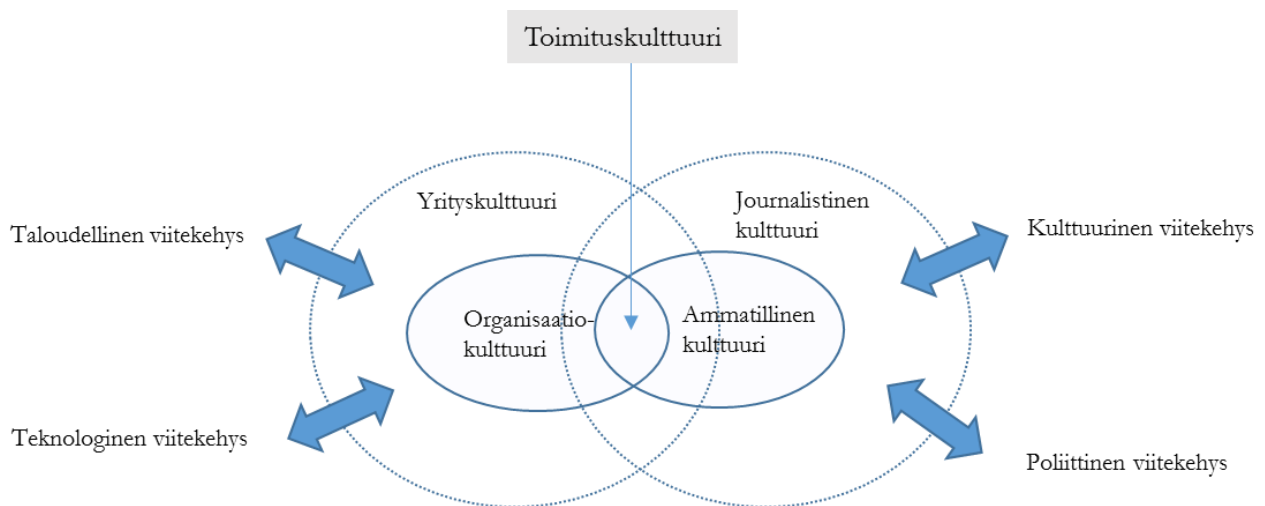 Toimituskulttuuri
Yrityskulttuuri
Journalistinen
kulttuuri
Taloudellinen viitekehys
Kulttuurinen viitekehys
Organisaatio-
kulttuuri
Ammatillinen
kulttuuri
Teknologinen viitekehys
Poliittinen viitekehys